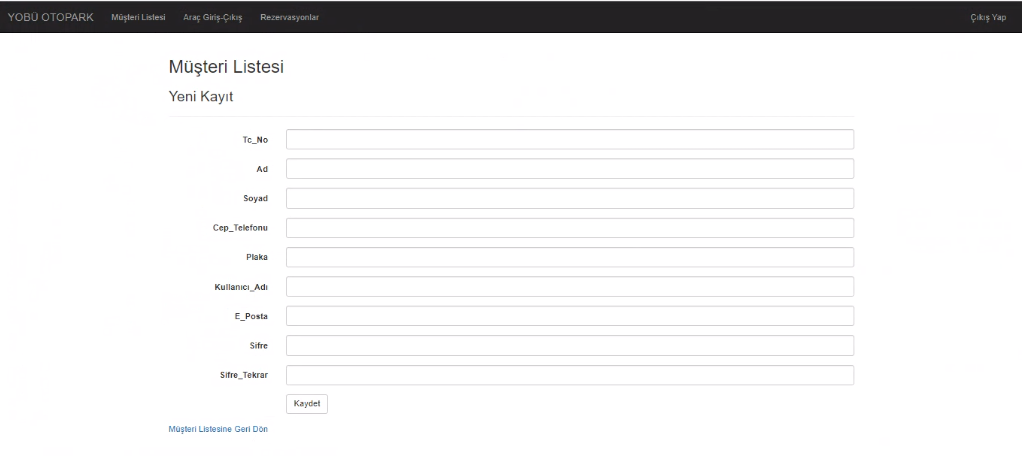 YOBÜ OTOPARK Müşteri Listesi Araç Giriş-Çıkış Rezervasyonlar Çıkış Yap
Müşteri Listesi
Yeni Kayıt
Tc_No
Ad
Soyad
Cep_Telefonu
Plaka
Kullanıcı_Adı
E_Posta
Sifre
Sifre_Tekrar
Kaydet
Müşteri Listesine Geri Dön